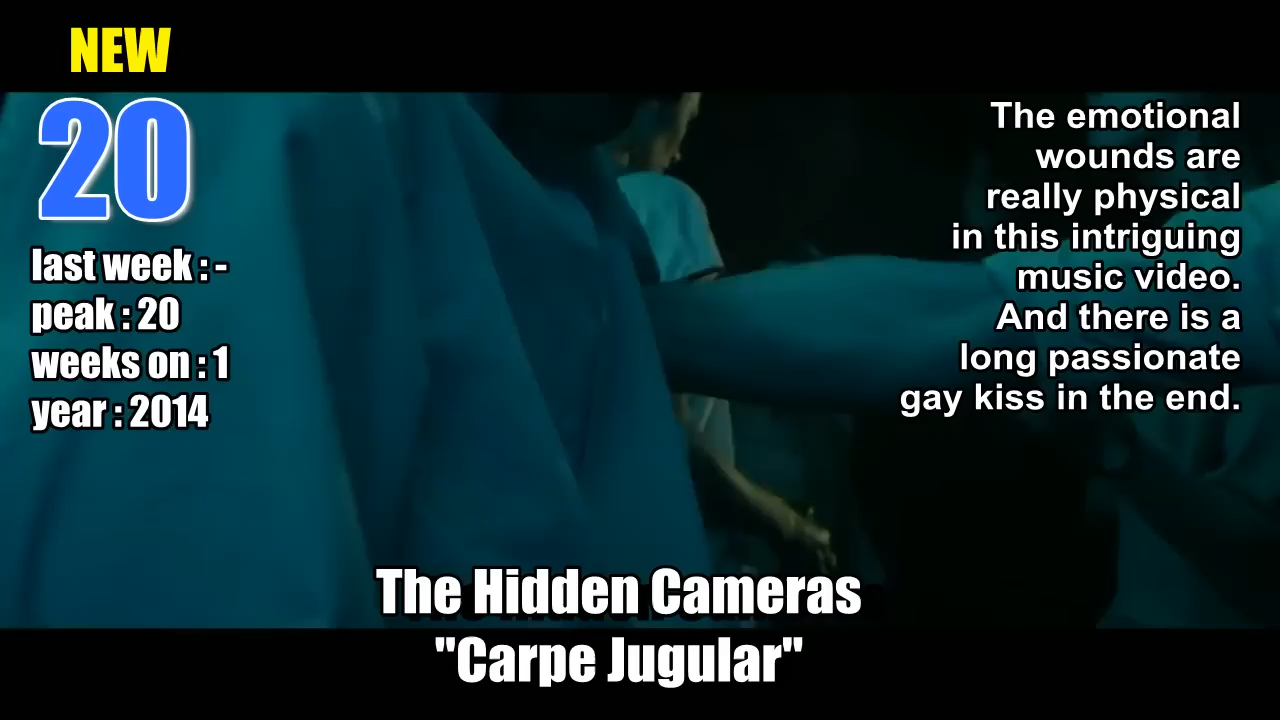 NEW
20
last week : -
peak : 20
weeks on : 1
year : 2014
The emotional
wounds are
really physical
in this intriguing
music video.
And there is a
long passionate
gay kiss in the end.
The Hidden Cameras
"Carpe Jugular"